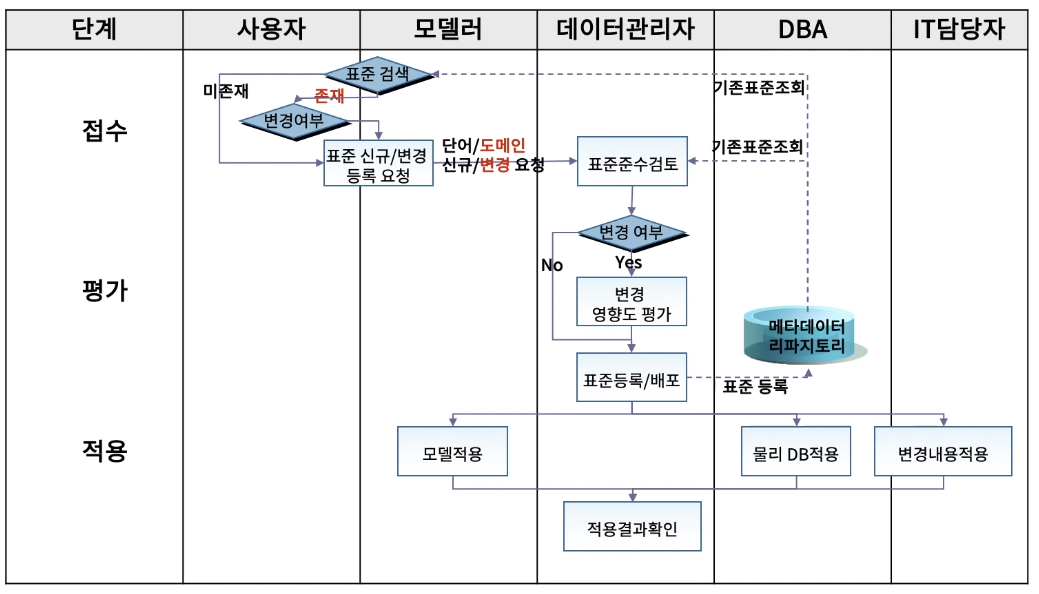 단계 사용자 모델러 데이터관리자 DBA IT담당자
표준 검색
미존재
존재
기존표준조회
변경여부
접수
표준 신규/변경
등록 요청
단어/도메인
신규/변경 요청
표준준수검토
기존표준조회
변경 여부
No
Yes
평가
변경
영향도 평가
메타데이터
리파지토리
표준등록/배포
표준 등록
적용
모델적용
물리 DB적용
변경내용적용
적용결과확인